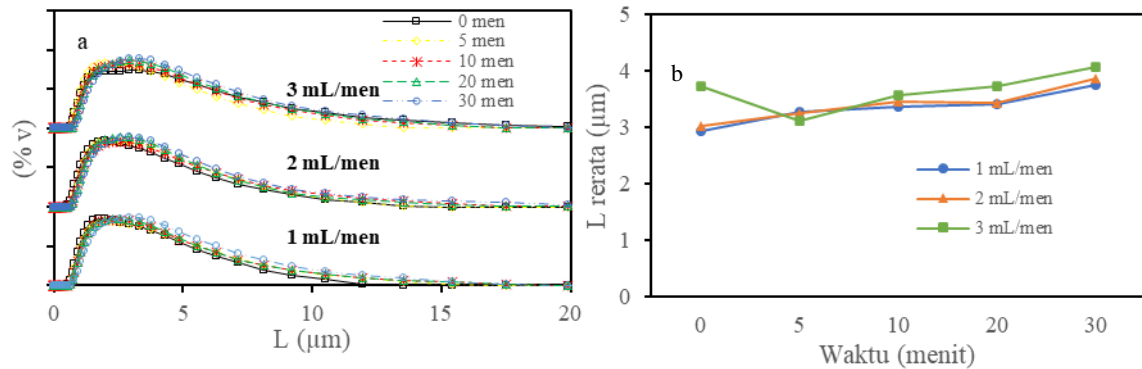 a
0 men
5 men
10 men
20 men
30 men
3 mL/men
2 mL/men
1 mL/men
(% v)
0 5 10 15 20
L (μm)
b
5
4
3
2
1
0
L rerata (μm)
1 mL/men
2 mL/men
3 mL/men
0 5 10 20 30
Waktu (menit)